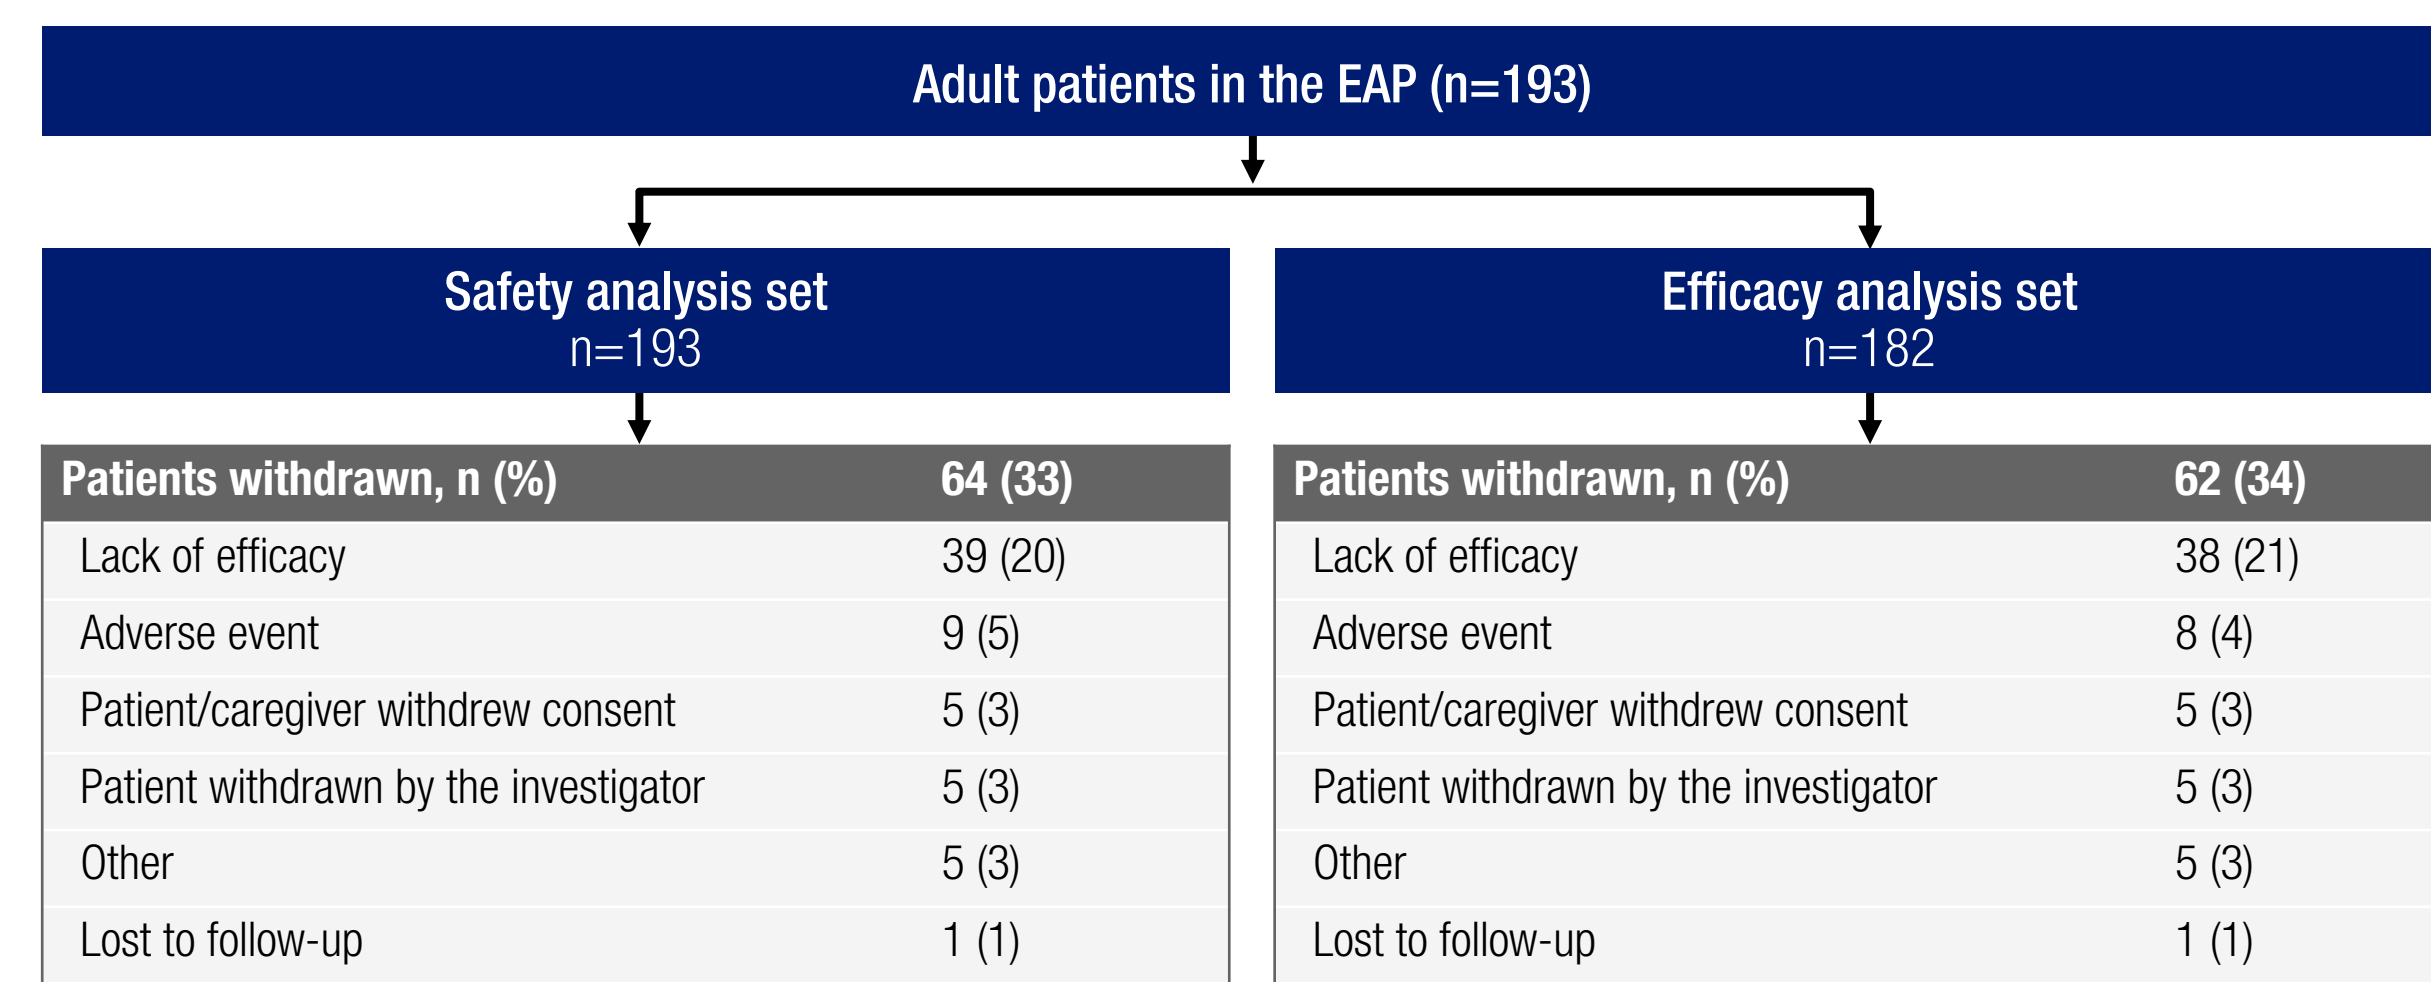 Adult patients in the EAP (n=193)
Safety analysis set
n=193
Patients withdrawn, n (%) 64 (33)
Lack of efficacy 39 (20)
Adverse event 9 (5)
Patient/caregiver withdrew consent 5 (3)
Patient withdrawn by the investigator 5 (3)
Other 5 (3)
Lost to follow-up 1 (1)
Efficacy analysis set
n=182
Patients withdrawn, n (%) 62 (34)
Lack of efficacy 38 (21)
Adverse event 8 (4)
Patient/caregiver withdrew consent 5 (3)
Patient withdrawn by the investigator 5 (3)
Other 5 (3)
Lost to follow-up 1 (1)